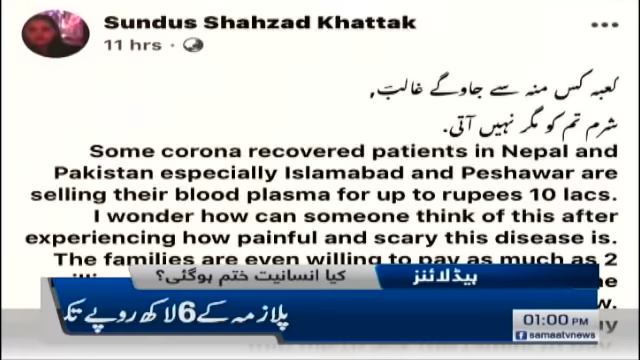 Sundus Shahzad Khattak
11 hrs ·
کعبہ کس منہ سے جاوگے غالب,
شرم تم کو مگر نہیں آتی.
Some corona recovered patients in Nepal and
Pakistan especially Islamabad and Peshawar are
selling their blood plasma for up to rupees 10 lacs.
I wonder how can someone think of this after
experiencing how painful and scary this disease is.
The families are even willing to pay as much as 2
کیا انسانیت ختم ہوگئی؟
ہیڈلائنز
پلازمہ کے 6 لاکھ روپے تک
01:00 PM
samaatvnews